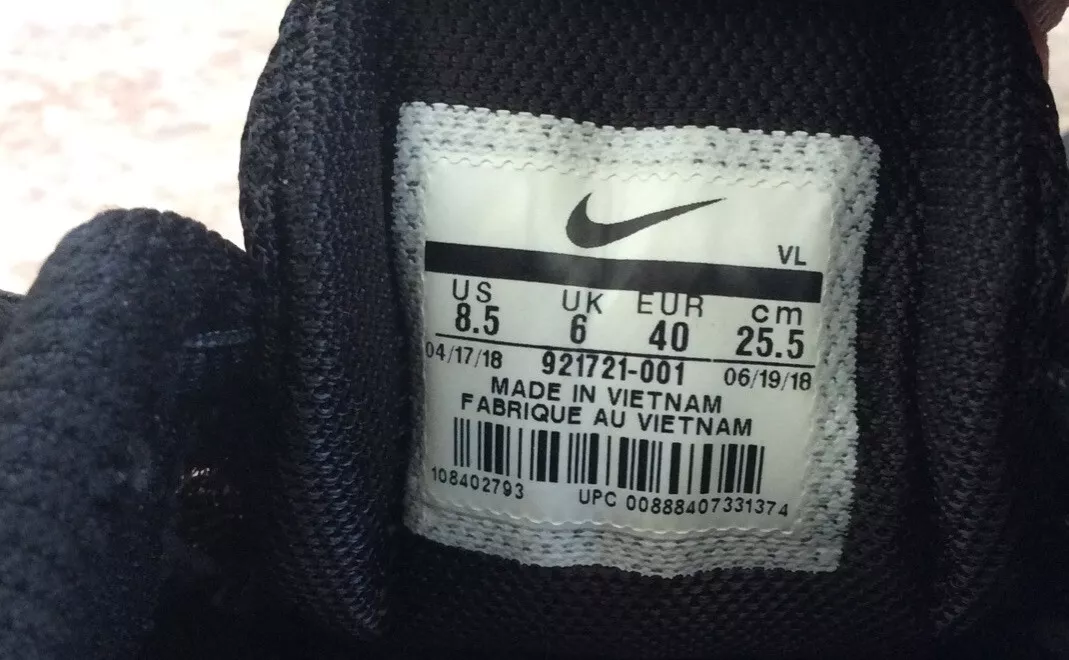 VL
US UK EUR cm
8.5 6 40 25.5
04/17/18 921721-001 06/19/18
MADE IN VIETNAM
FABRIQUE AU VIETNAM
108402793 UPC 00888407331374